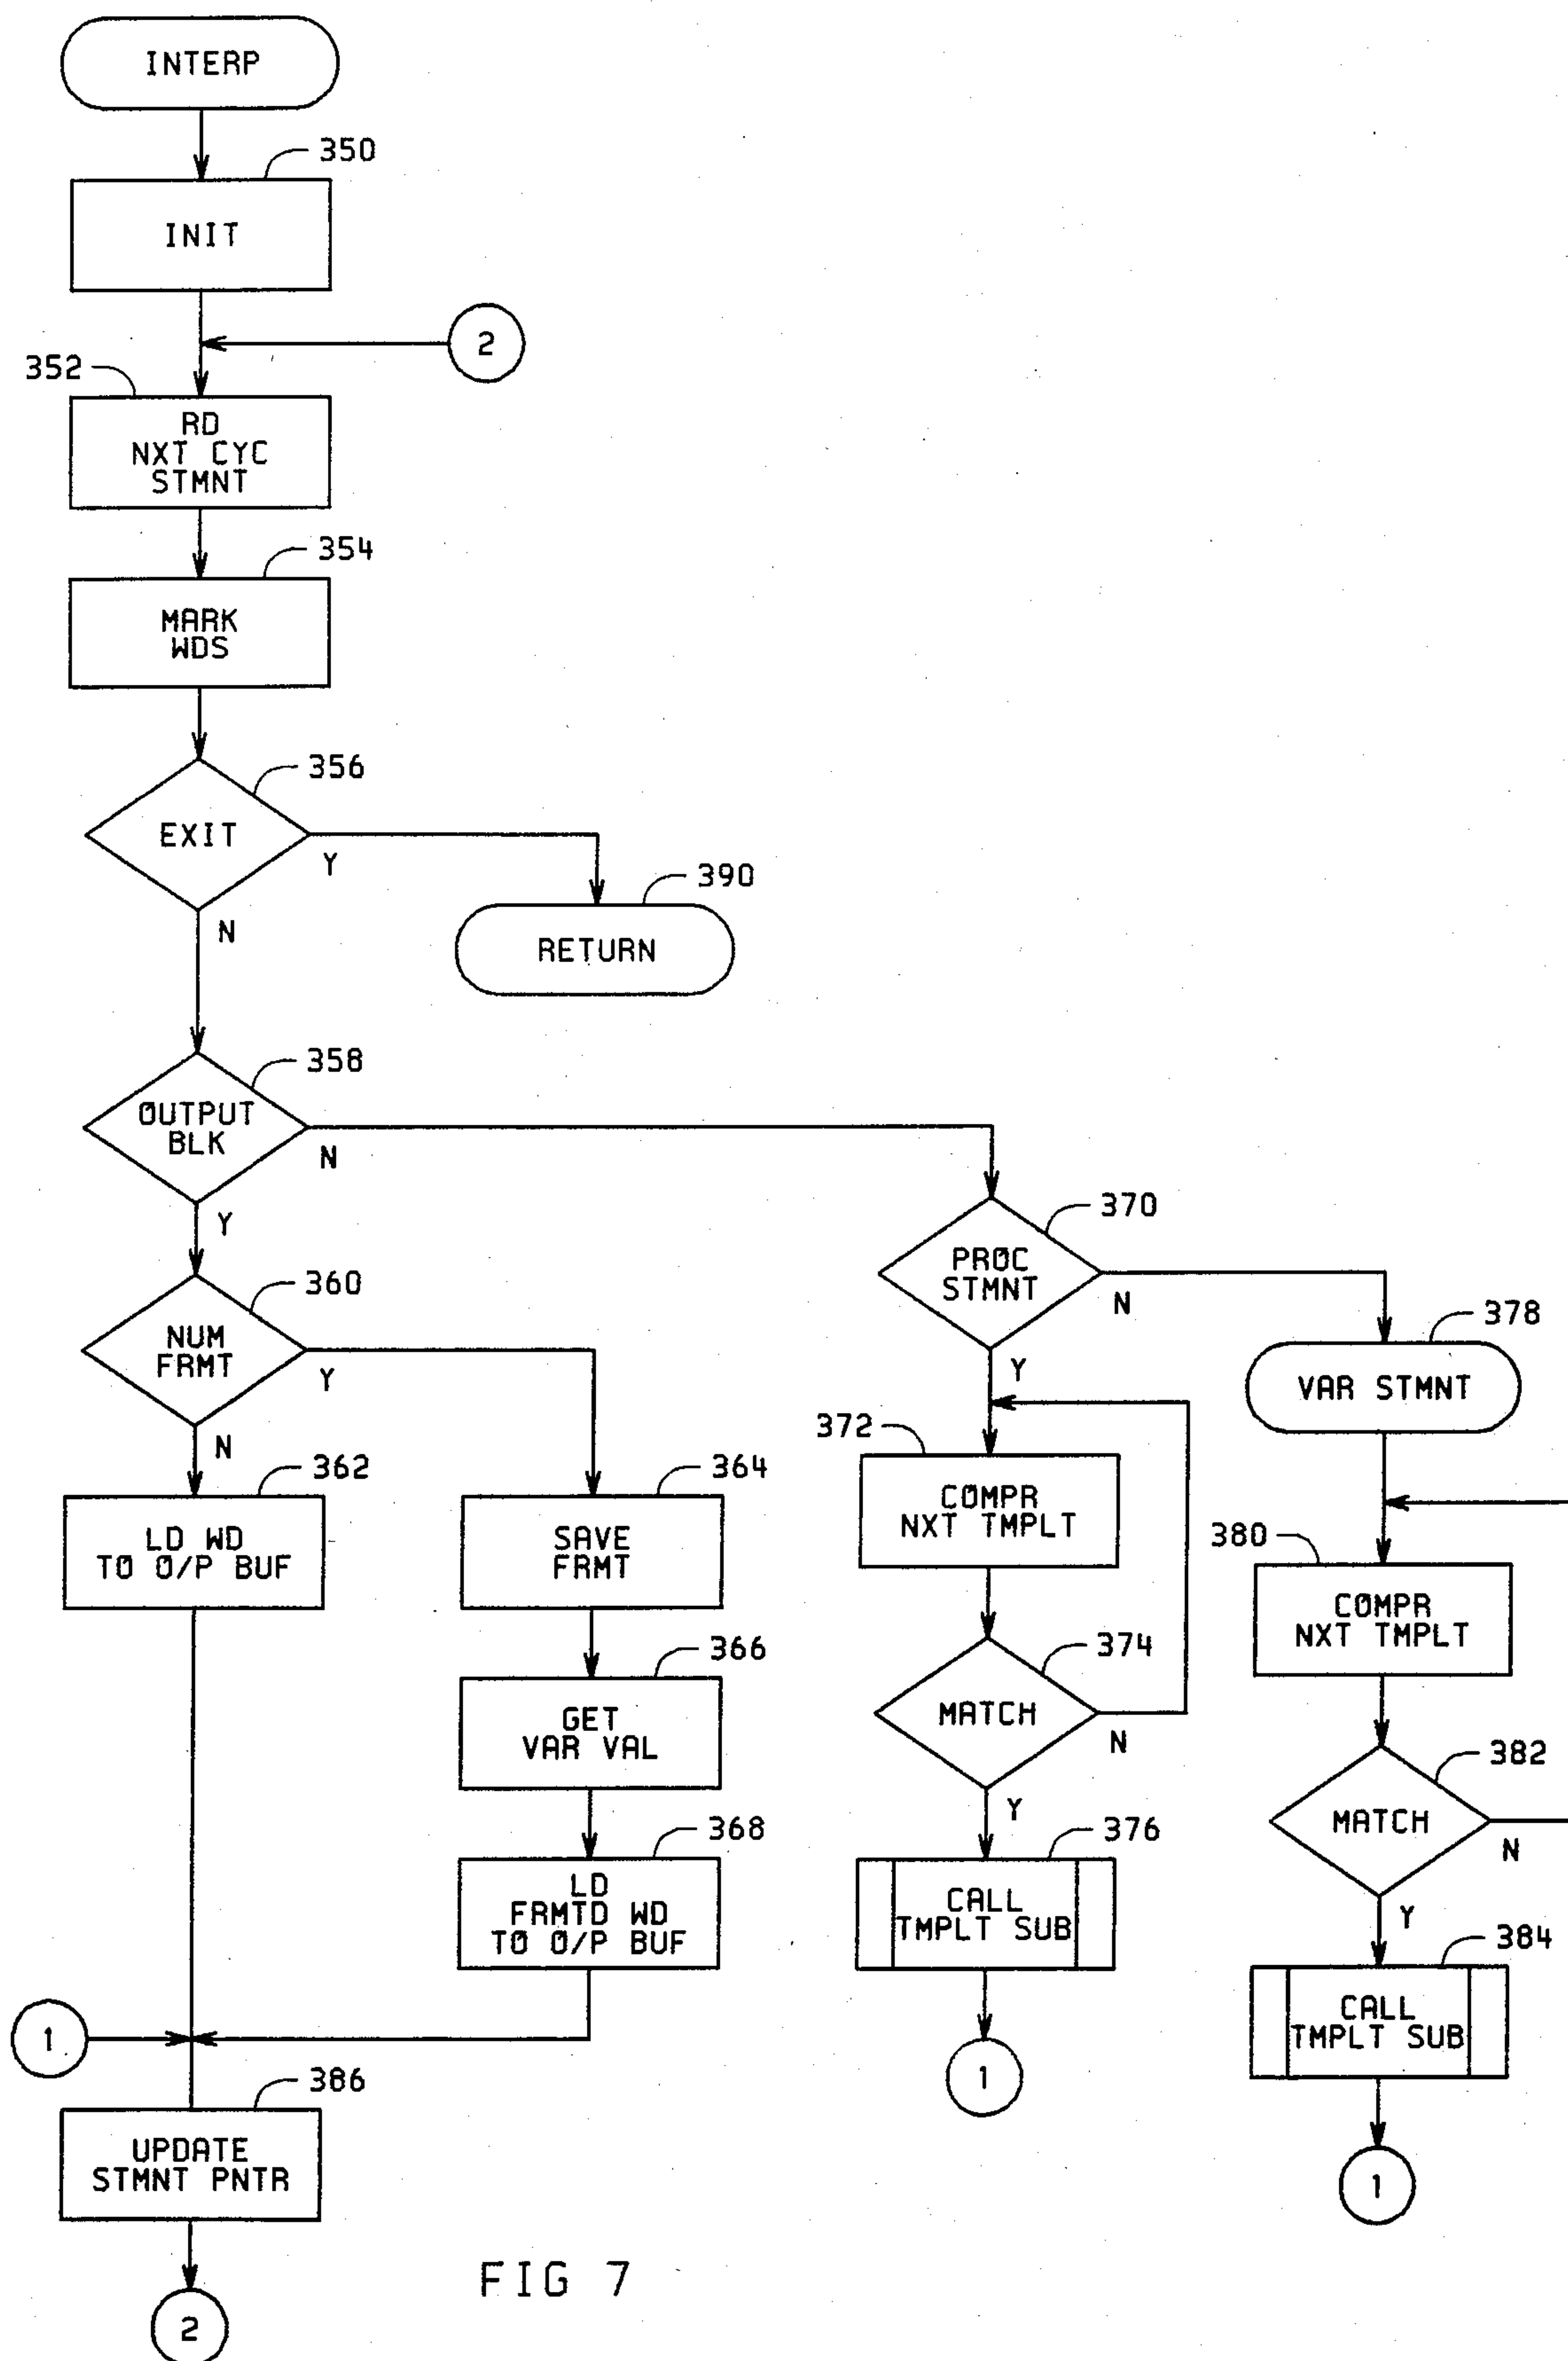 INTERP
350
INIT
2
352
RD
NXT CYC
STMNT
354
MARK
WDS
356
EXIT
Y
N
390
RETURN
358
OUTPUT
BLK
N
Y
370
PROC
STMNT
N
Y
360
NUM
FRMT
Y
N
378
VAR STMNT
362
LD WD
TO O/P BUF
364
SAVE
FRMT
372
COMPR
NXT TMPLT
380
COMPR
NXT TMPLT
366
GET
VAR VAL
374
MATCH
N
Y
382
MATCH
N
Y
368
LD
FRMTD WD
TO O/P BUF
376
CALL
TMPLT SUB
384
CALL
TMPLT SUB
1
1
1
386
UPDATE
STMNT PNTR
2
FIG 7